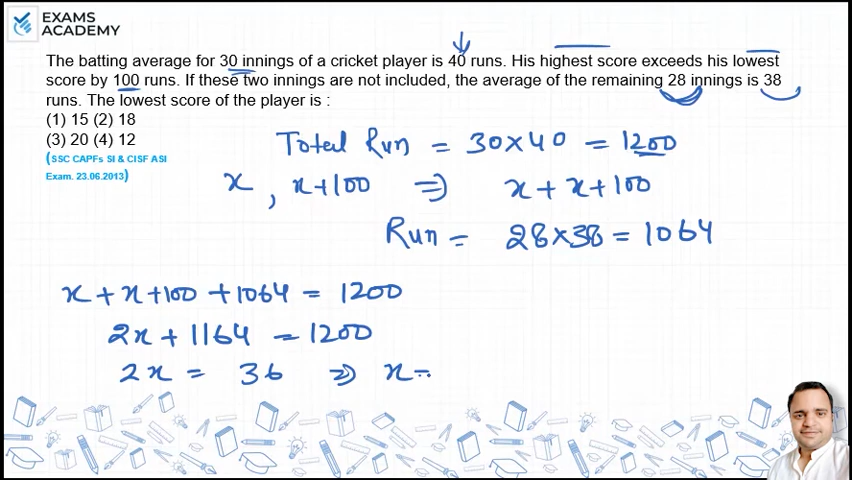 EXAMS
ACADEMY
The batting average for 30 innings of a cricket player is 40 runs. His highest score exceeds his lowest
score by 100 runs. If these two innings are not included, the average of the remaining 28 innings is 38
runs. The lowest score of the player is :
(1) 15 (2) 18
(3) 20 (4) 12
(SSC CAPFs SI & CISF ASI
Exam. 23.06.2013)
Total Run = 30×40 = 1200
x , x+100 ⇒ x + x + 100
Run = 28×38 = 1064
x + x + 100 + 1064 = 1200
2x + 1164 = 1200
2x = 36 ⇒ x =